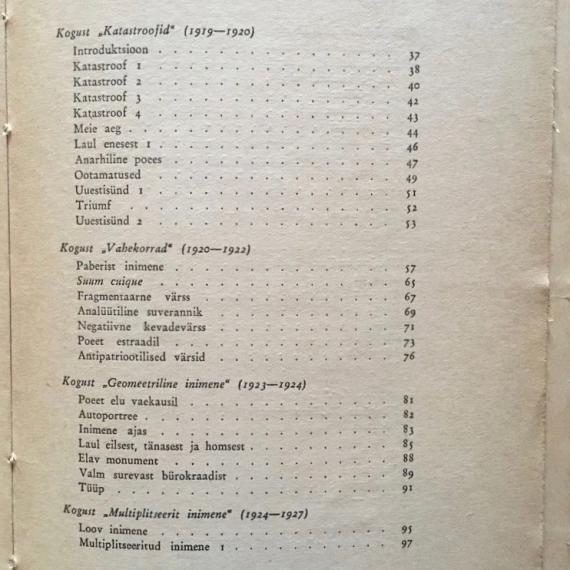 Kogust „Katastroofid“ (1919—1920)
Introduktsioon . . . . . . . . . . . . . . . 37
Katastroof 1 . . . . . . . . . . . . . . . 38
Katastroof 2 . . . . . . . . . . . . . . . 40
Katastroof 3 . . . . . . . . . . . . . . . 42
Katastroof 4 . . . . . . . . . . . . . . . 43
Meie aeg . . . . . . . . . . . . . . . 44
Laul enesest 1 . . . . . . . . . . . . . . . 46
Anarhiline poees . . . . . . . . . . . . . . . 47
Ootamatused . . . . . . . . . . . . . . . 49
Uuestisünd 1 . . . . . . . . . . . . . . . 51
Triumf . . . . . . . . . . . . . . . 52
Uuestisünd 2 . . . . . . . . . . . . . . . 53
Kogust „Vahekorrad“ (1920—1922)
Paberist inimene . . . . . . . . . . . . . . . 57
Suum cuique . . . . . . . . . . . . . . . 65
Fragmentaarne värss . . . . . . . . . . . . . . . 67
Analüütiline suverannik . . . . . . . . . . . . . . . 69
Negatiivne kevadevärss . . . . . . . . . . . . . . . 71
Poeet estraadil . . . . . . . . . . . . . . . 73
Antipatriootilised värsid . . . . . . . . . . . . . . . 76
Kogust „Geomeetriline inimene“ (1923—1924)
Poeet elu vaekausil . . . . . . . . . . . . . . . 81
Autoportree . . . . . . . . . . . . . . . 82
Inimene ajas . . . . . . . . . . . . . . . 83
Laul eilsest, tänasest ja homsest . . . . . . . . . . . 85
Elav monument . . . . . . . . . . . . . . . 88
Valm surevast bürokraadist . . . . . . . . . . . . 89
Tüüp . . . . . . . . . . . . . . . 91
Kogust „Multiplitseerit inimene“ (1924—1927)
Loov inimene . . . . . . . . . . . . . . . 95
Multiplitseeritud inimene 1 . . . . . . . . . . . . 97